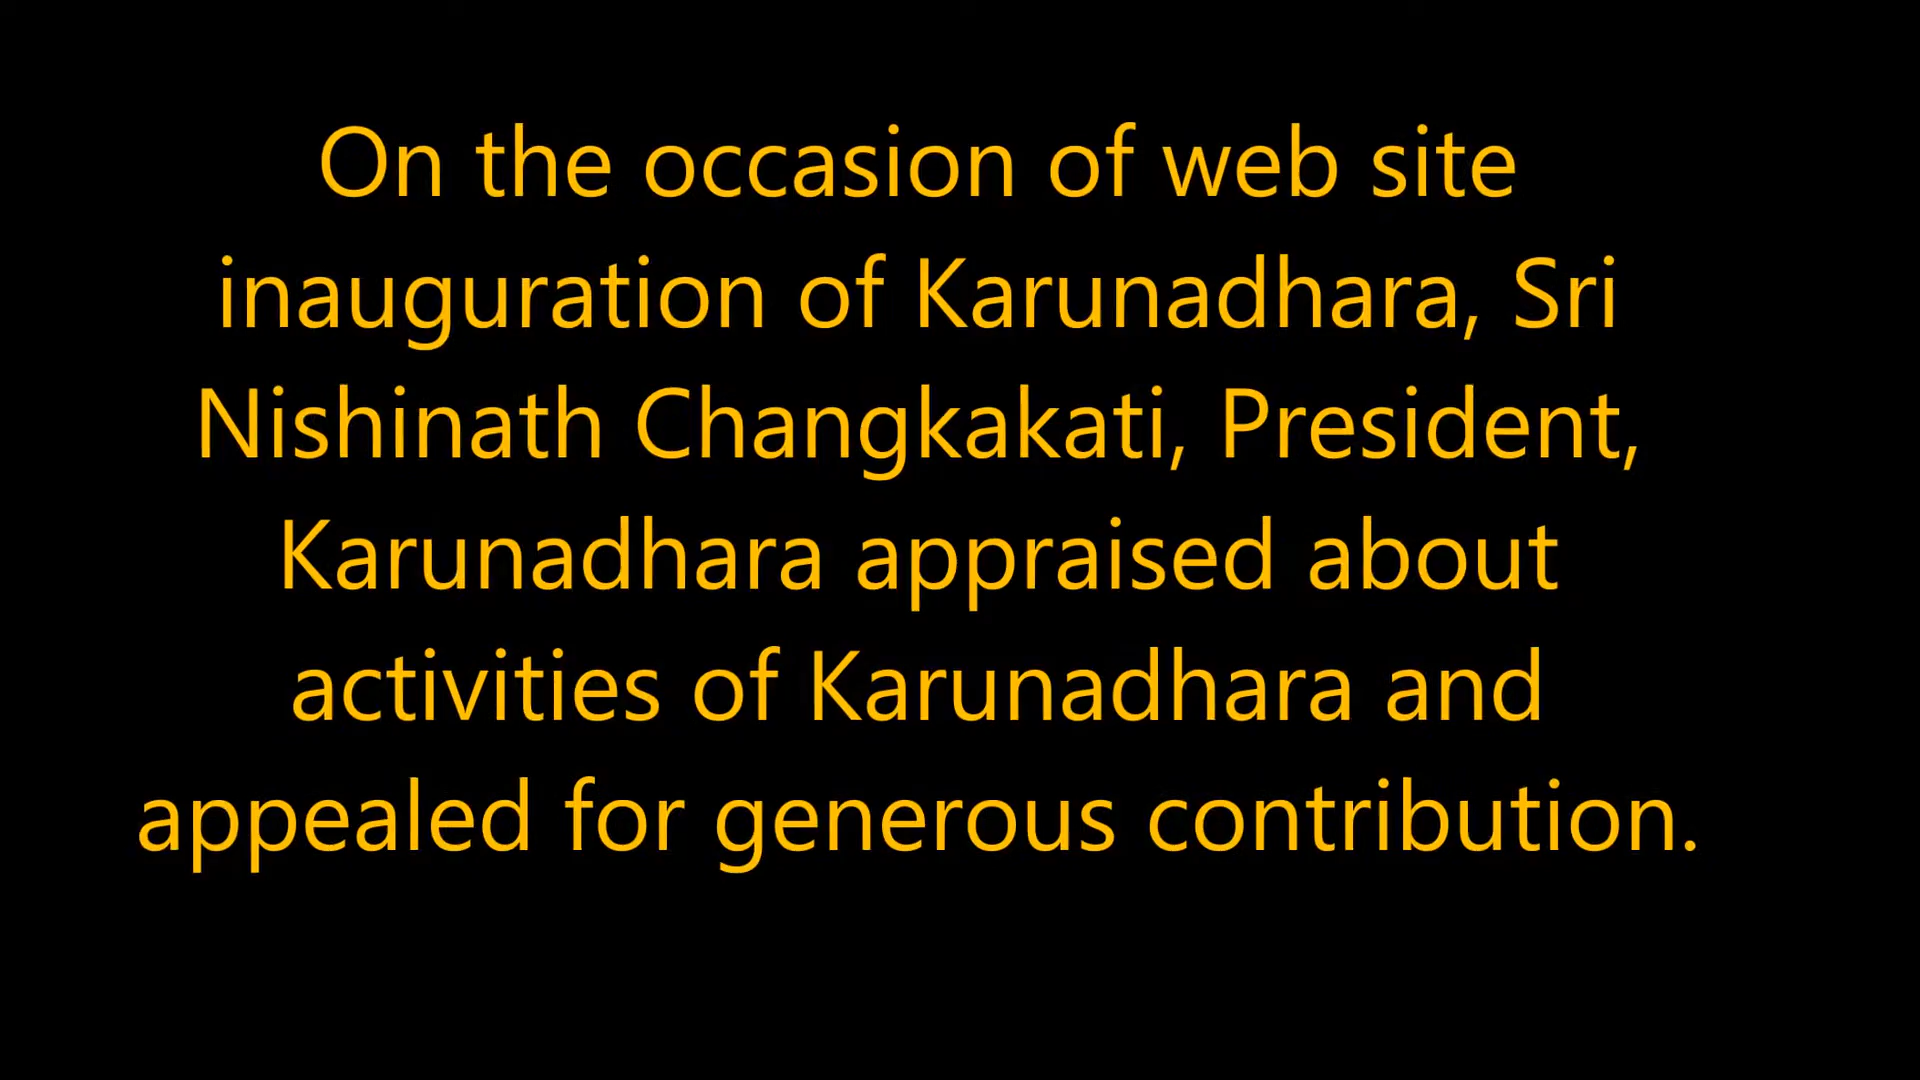 On the occasion of web site
inauguration of Karunadhara, Sri
Nishinath Changkakati, President,
Karunadhara appraised about
activities of Karunadhara and
appealed for generous contribution.